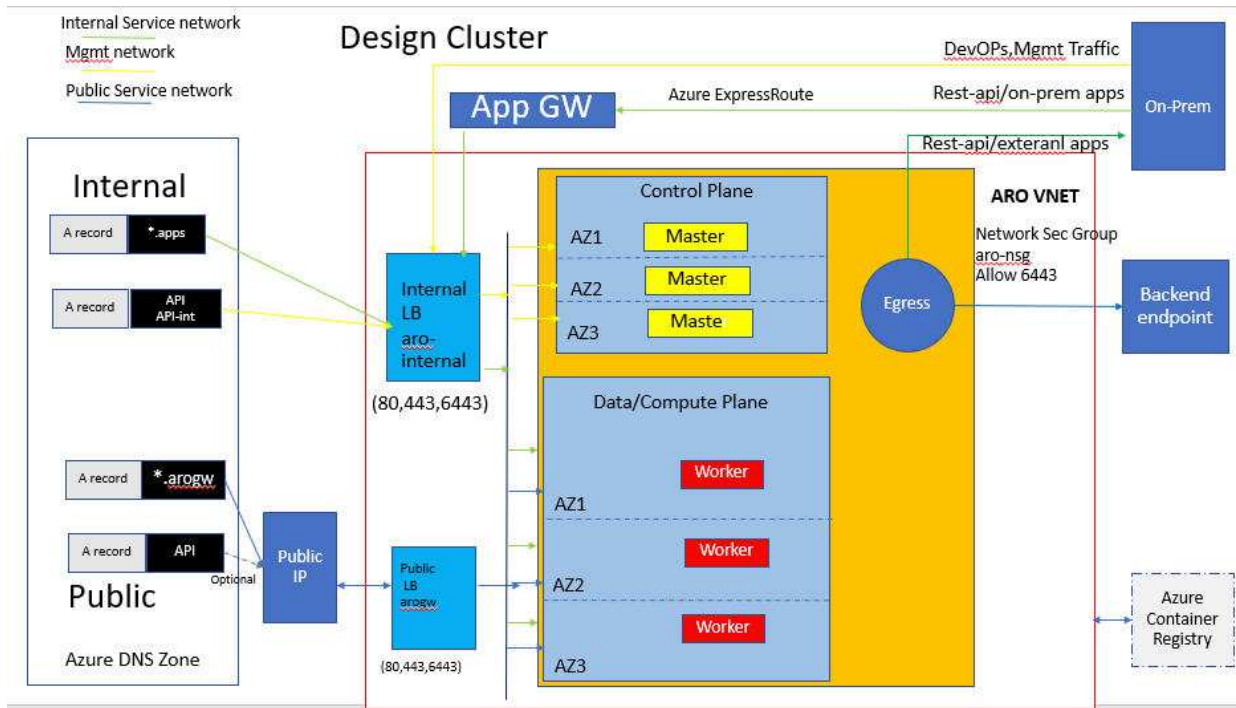 Internal Service network
Mgmt network
Public Service network
Design Cluster
DevOPs,Mgmt Traffic
App GW
Azure ExpressRoute
Rest-api/on-prem apps
On-Prem
Rest-api/exteranl apps
Internal
A record
*.apps
A record
API
API-int
A record
*.arogw
A record
API
Optional
Public
Azure DNS Zone
Public
IP
Internal
LB
aro-
internal
(80,443,6443)
Public
LB
arogw
(80,443,6443)
Control Plane
AZ1
Master
AZ2
Master
AZ3
Maste
Data/Compute Plane
Worker
AZ1
Worker
AZ2
Worker
AZ3
Egress
ARO VNET
Network Sec Group
aro-nsg
Allow 6443
Backend
endpoint
Azure
Container
Registry